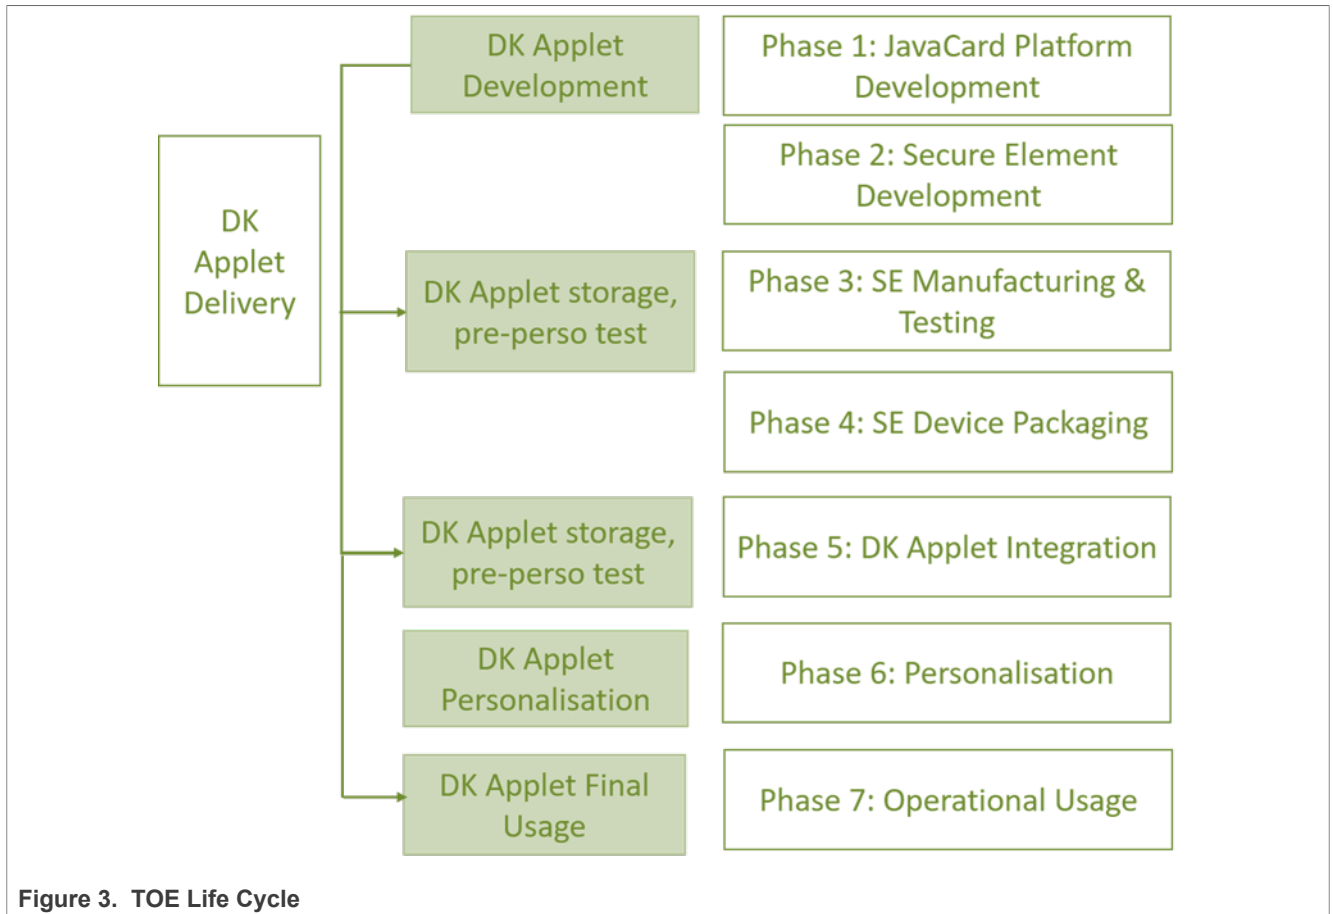 DK Applet
Development
Phase 1: JavaCard Platform
Development
Phase 2: Secure Element
Development
DK
Applet
Delivery
DK Applet storage,
pre-perso test
Phase 3: SE Manufacturing &
Testing
Phase 4: SE Device Packaging
DK Applet storage,
pre-perso test
Phase 5: DK Applet Integration
DK Applet
Personalisation
Phase 6: Personalisation
DK Applet Final
Usage
Phase 7: Operational Usage
Figure 3. TOE Life Cycle